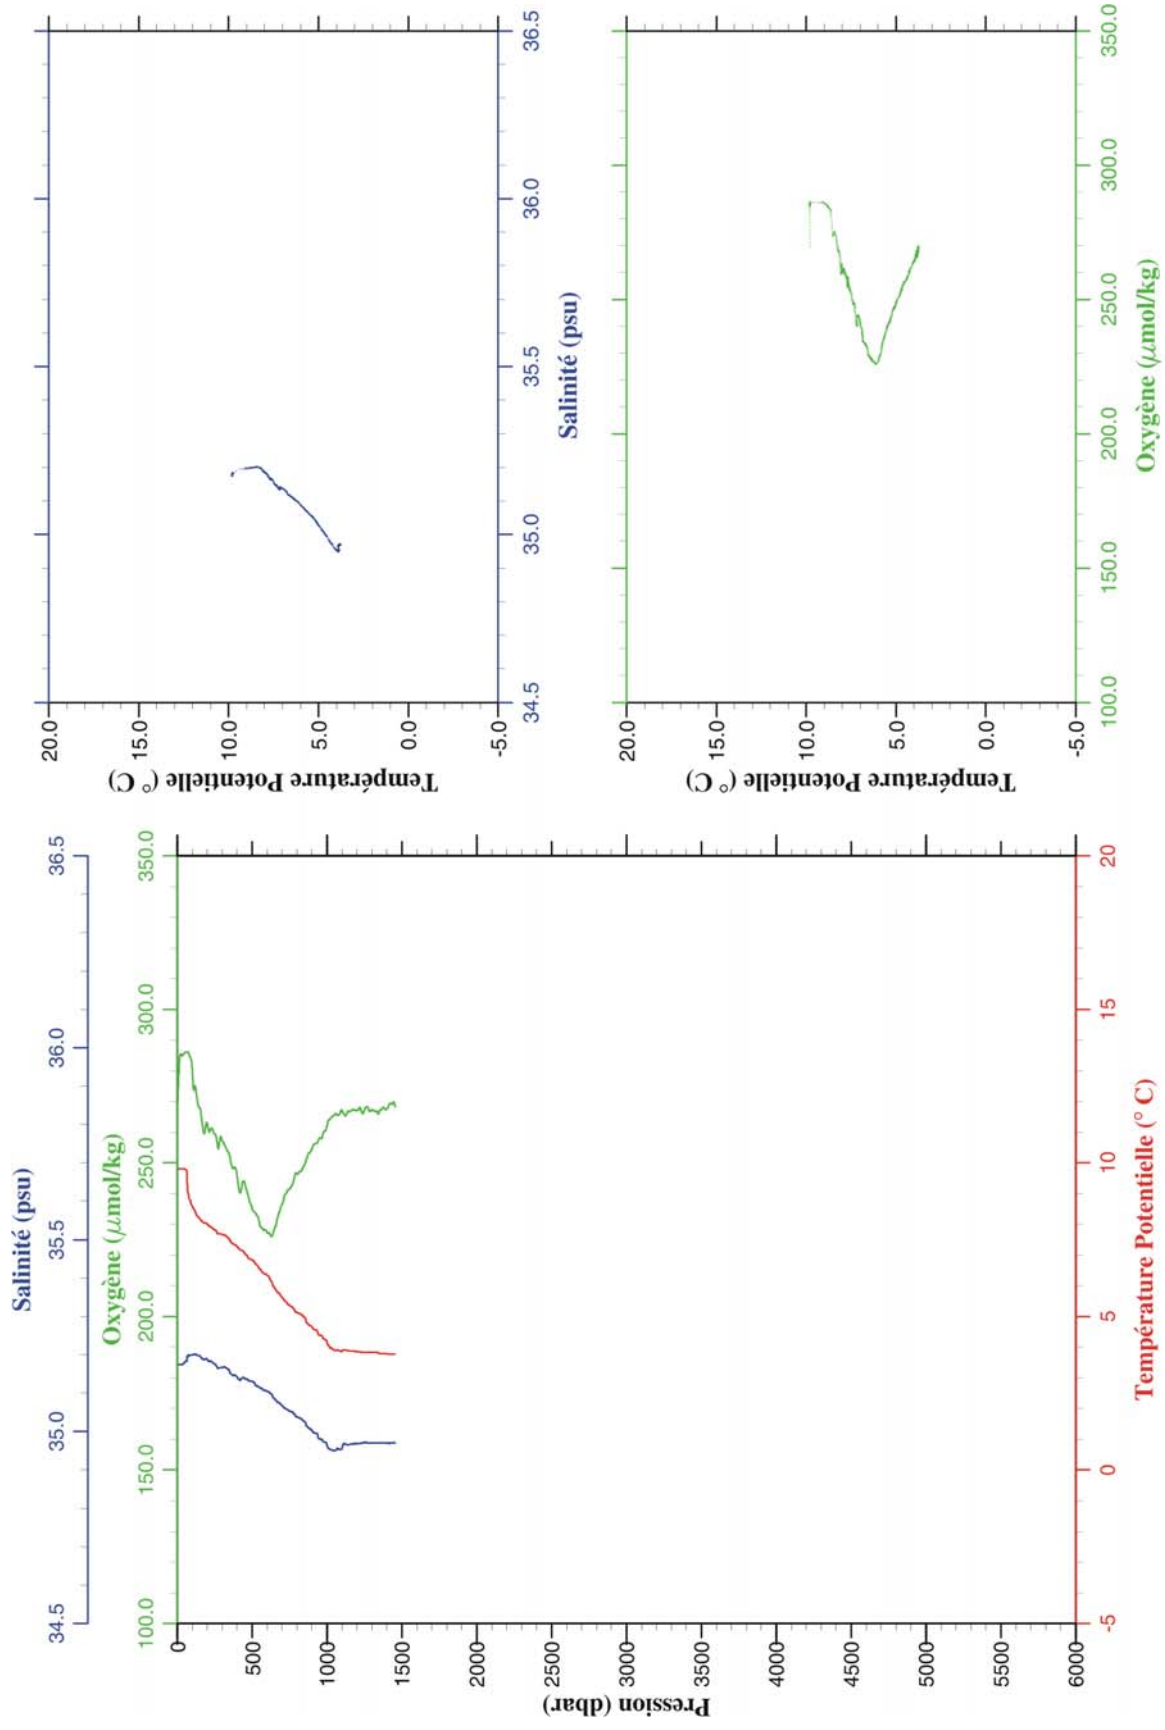 Salinité (psu)
34.5 35.0 35.5 36.0 36.5
Oxygène (μmol/kg)
100.0 150.0 200.0 250.0 300.0 350.0
Pression (dbar)
0
500
1000
1500
2000
2500
3000
3500
4000
4500
5000
5500
6000
-5 0 5 10 15 20
Température Potentielle (° C)
Température Potentielle (° C)
20.0
15.0
10.0
5.0
0.0
-5.0
34.5 35.0 35.5 36.0 36.5
Salinité (psu)
Température Potentielle (° C)
20.0
15.0
10.0
5.0
0.0
-5.0
100.0 150.0 200.0 250.0 300.0 350.0
Oxygène (μmol/kg)